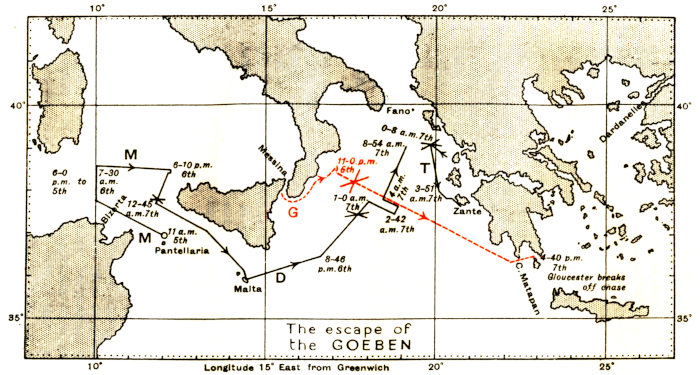 40°
40°
35°
35°
Fano°
Dardanelles
0-8 a.m. 7th
8-54 a.m.
7th
11-0 p.m.
6th
Messina
M
6-10 p.m.
6th
6-0
p.m. to
5th
7-30
a.m.
6th
T
Bizerta
12-45
a.m. 7th
1-0 a.m.
7th
4 a.m.
7th
3-51
a.m. 7th
Zante
G
2-42
a.m. 7th
M
11 a.m.
5th
Pantellaria
8-46
p.m. 6th
Malta
D
C. Matapan
4-40 p.m.
7th
Gloucester breaks
off chase
The escape of
the GOEBEN
10°
15°
20°
25°
Longitude 15° East from Greenwich